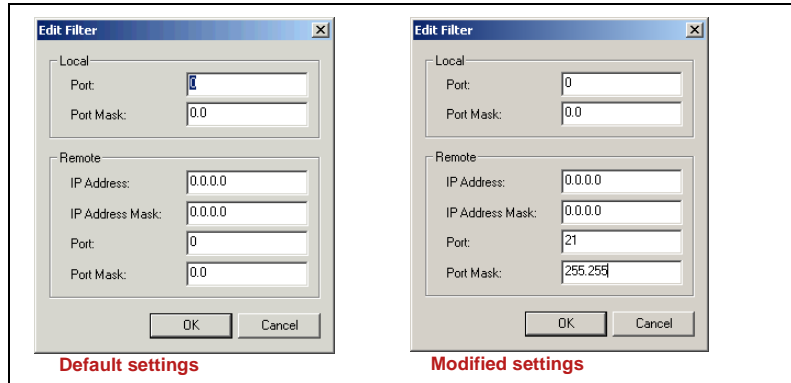 Edit Filter
Local
Port: 0
Port Mask: 0.0
Remote
IP Address: 0.0.0.0
IP Address Mask: 0.0.0.0
Port: 0
Port Mask: 0.0
OK Cancel
Default settings
Edit Filter
Local
Port: 0
Port Mask: 0.0
Remote
IP Address: 0.0.0.0
IP Address Mask: 0.0.0.0
Port: 21
Port Mask: 255.255
OK Cancel
Modified settings